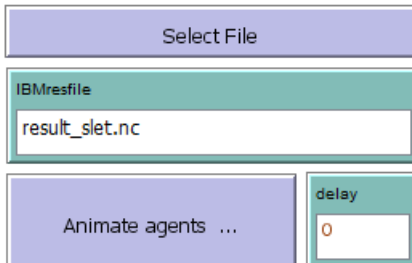 Select File
IBMresfile
result_slet.nc
Animate agents ...
delay
0